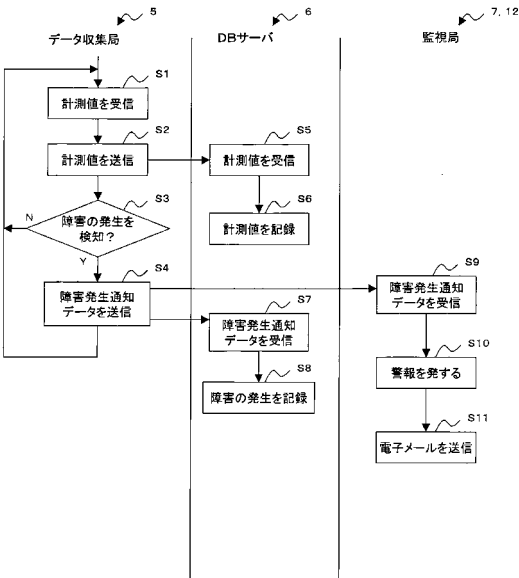 5
データ収集局
6
DBサーバ
7, 12
監視局
S1
計測値を受信
S2
計測値を送信
S3
障害の発生を
検知?
N
Y
S4
障害発生通知
データを送信
S5
計測値を受信
S6
計測値を記録
S7
障害発生通知
データを受信
S8
障害の発生を記録
S9
障害発生通知
データを受信
S10
警報を発する
S11
電子メールを送信